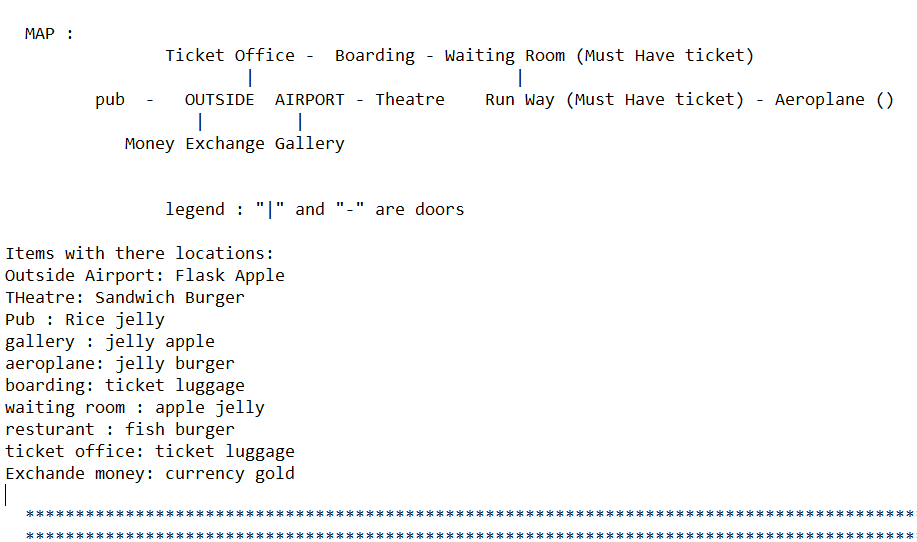 MAP :
Ticket Office - Boarding - Waiting Room (Must Have ticket)
| |
pub - OUTSIDE AIRPORT - Theatre Run Way (Must Have ticket) - Aeroplane ()
| |
Money Exchange Gallery
legend : "|" and "-" are doors
Items with there locations:
Outside Airport: Flask Apple
THeatre: Sandwich Burger
Pub : Rice jelly
gallery : jelly apple
aeroplane: jelly burger
boarding: ticket luggage
waiting room : apple jelly
resturant : fish burger
ticket office: ticket luggage
Exchande money: currency gold
*****************************************************************************************
*****************************************************************************************